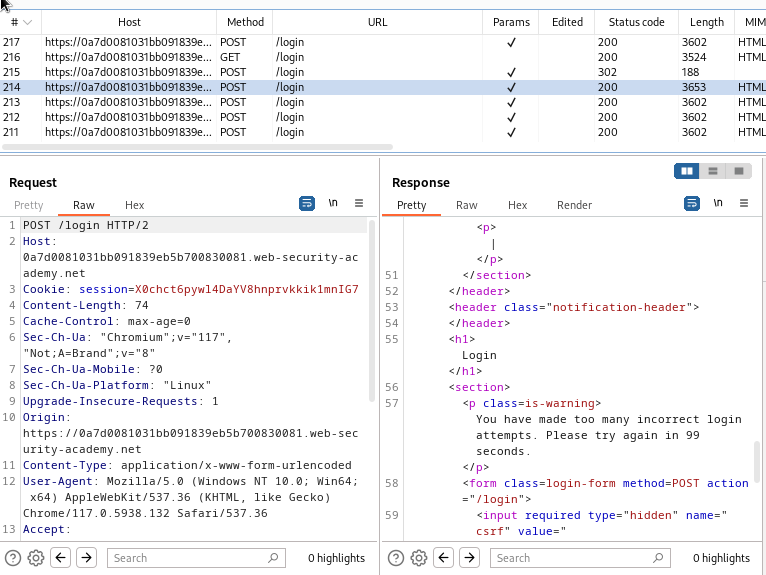 # Host Method URL Params Edited Status code Length MIM
217 https://0a7d0081031bb091839e... POST /login ✓ 200 3602 HTML
216 https://0a7d0081031bb091839e... GET /login 200 3524 HTML
215 https://0a7d0081031bb091839e... POST /login ✓ 302 188
214 https://0a7d0081031bb091839e... POST /login ✓ 200 3653 HTML
213 https://0a7d0081031bb091839e... POST /login ✓ 200 3602 HTML
212 https://0a7d0081031bb091839e... POST /login ✓ 200 3602 HTML
211 https://0a7d0081031bb091839e... POST /login ✓ 200 3602 HTML
Request
Pretty Raw Hex \n
1 POST /login HTTP/2
2 Host:
0a7d0081031bb091839eb5b700830081.web-security-ac
ademy.net
3 Cookie: session=X0chct6pywl4DaYV8hnprvkkik1mnIG7
4 Content-Length: 74
5 Cache-Control: max-age=0
6 Sec-Ch-Ua: "Chromium";v="117",
"Not;A=Brand";v="8"
7 Sec-Ch-Ua-Mobile: ?0
8 Sec-Ch-Ua-Platform: "Linux"
9 Upgrade-Insecure-Requests: 1
10 Origin:
https://0a7d0081031bb091839eb5b700830081.web-sec
urity-academy.net
11 Content-Type: application/x-www-form-urlencoded
12 User-Agent: Mozilla/5.0 (Windows NT 10.0; Win64;
x64) AppleWebKit/537.36 (KHTML, like Gecko)
Chrome/117.0.5938.132 Safari/537.36
13 Accept:
Search 0 highlights
Response
Pretty Raw Hex Render \n
<p>
|
</p>
51 </section>
52 </header>
53 <header class="notification-header">
54 </header>
55 <h1>
Login
</h1>
56 <section>
57 <p class=is-warning>
You have made too many incorrect login
attempts. Please try again in 99
seconds.
</p>
58 <form class=login-form method=POST action
="/login">
59 <input required type="hidden" name="
csrf" value="
Search 0 highlights